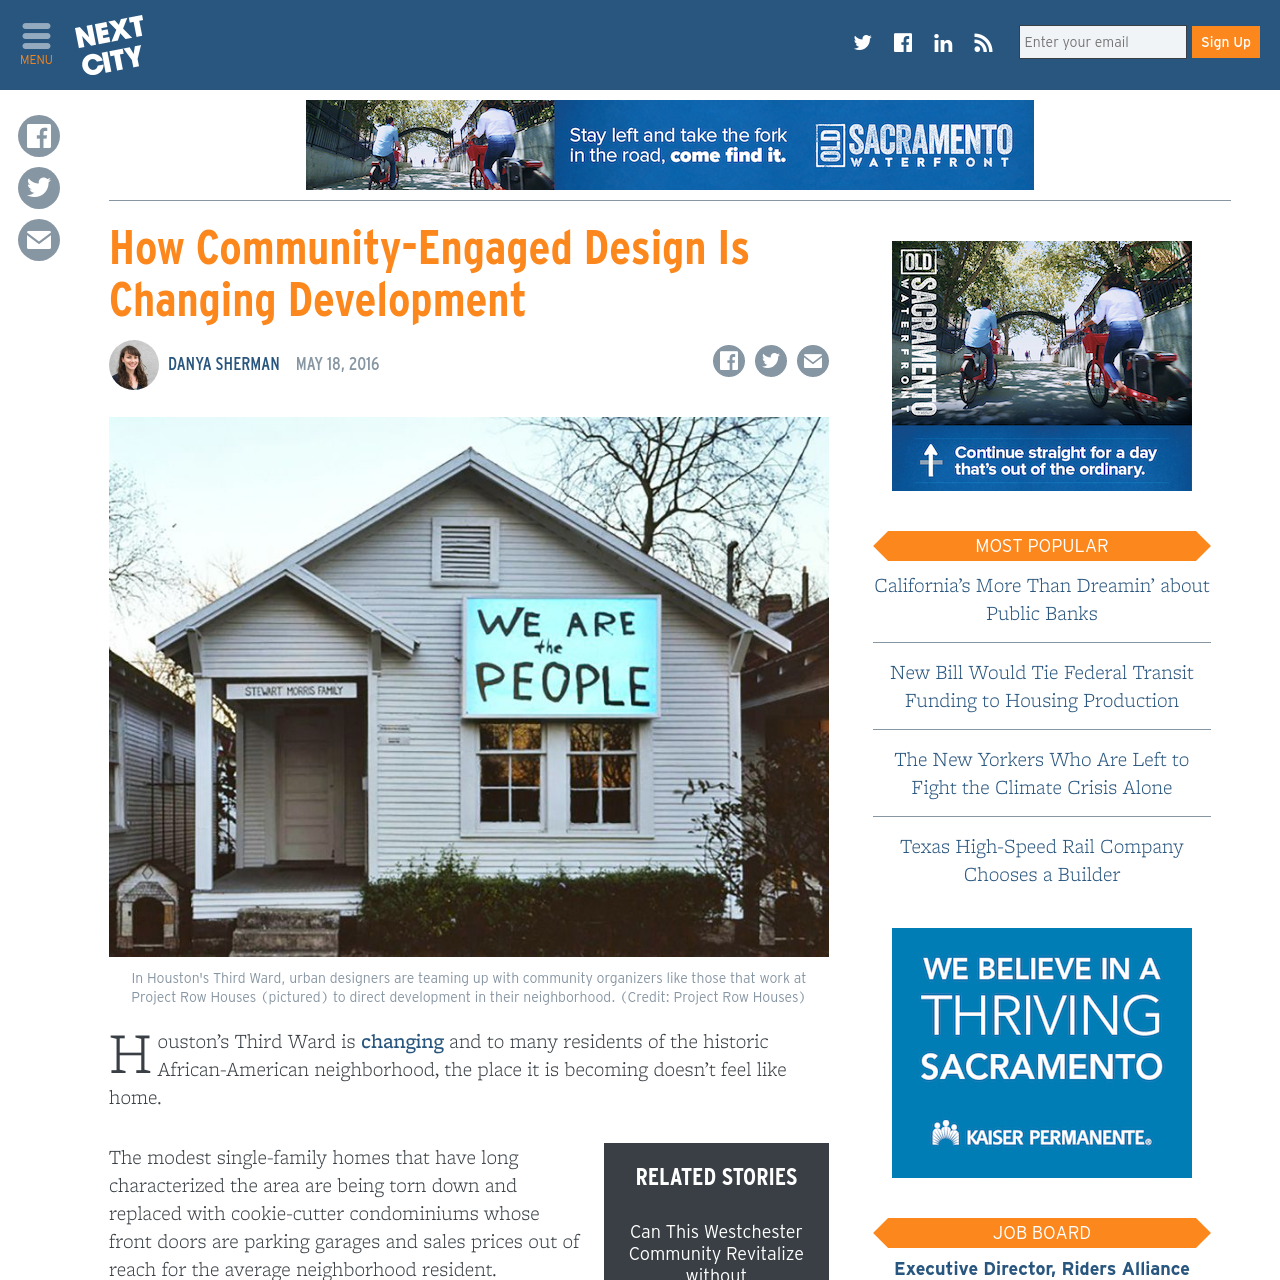 MENU
NEXT
CITY
Enter your email
Sign Up
Stay left and take the fork
in the road, come find it.
OLD
SACRAMENTO
WATERFRONT
How Community-Engaged Design Is
Changing Development
DANYA SHERMAN
MAY 18, 2016
WE ARE
the
PEOPLE
STEWART MORRIS FAMILY
In Houston's Third Ward, urban designers are teaming up with community organizers like those that work at
Project Row Houses (pictured) to direct development in their neighborhood. (Credit: Project Row Houses)
Houston’s Third Ward is changing and to many residents of the historic
African-American neighborhood, the place it is becoming doesn’t feel like
home.
The modest single-family homes that have long
characterized the area are being torn down and
replaced with cookie-cutter condominiums whose
front doors are parking garages and sales prices out of
reach for the average neighborhood resident.
RELATED STORIES
Can This Westchester
Community Revitalize
without
OLD
SACRAMENTO
WATERFRONT
Continue straight for a day
that’s out of the ordinary.
MOST POPULAR
California’s More Than Dreamin’ about
Public Banks
New Bill Would Tie Federal Transit
Funding to Housing Production
The New Yorkers Who Are Left to
Fight the Climate Crisis Alone
Texas High-Speed Rail Company
Chooses a Builder
WE BELIEVE IN A
THRIVING
SACRAMENTO
KAISER PERMANENTE®
JOB BOARD
Executive Director, Riders Alliance